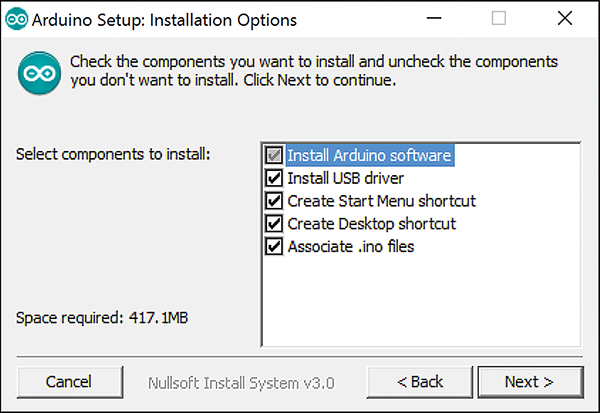 Arduino Setup: Installation Options
Check the components you want to install and uncheck the components
you don't want to install. Click Next to continue.
Select components to install:
Install Arduino software
Install USB driver
Create Start Menu shortcut
Create Desktop shortcut
Associate .ino files
Space required: 417.1MB
Cancel
Nullsoft Install System v3.0
< Back
Next >